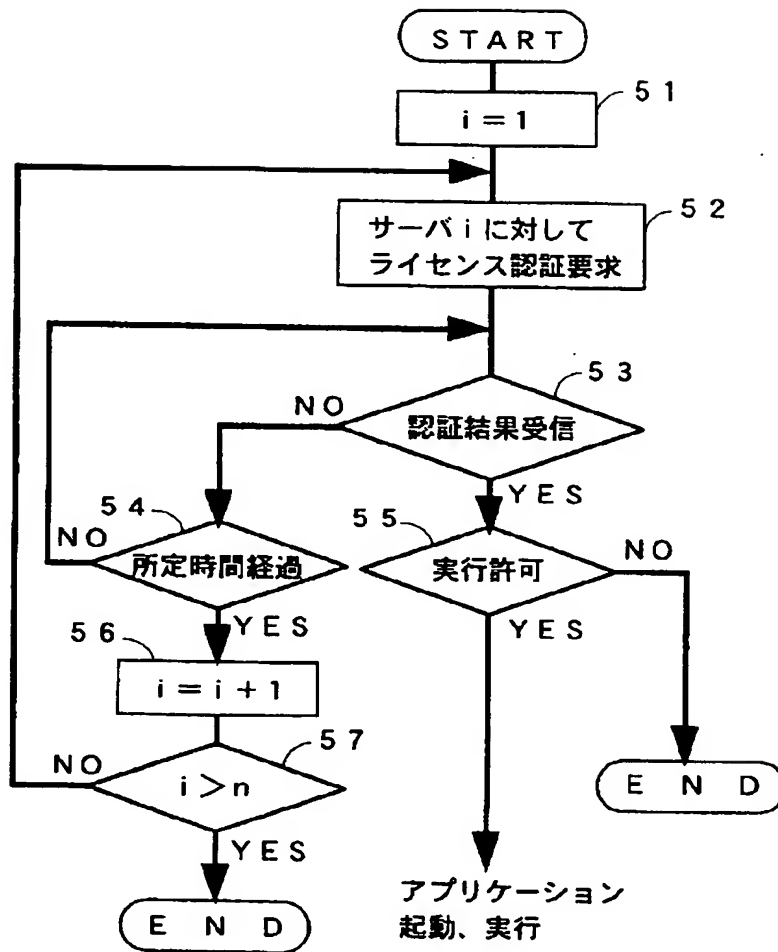 START
51
i=1
52
サーバiに対して
ライセンス認証要求
53
NO
認証結果受信
YES
54
NO
所定時間経過
YES
55
実行許可
NO
YES
56
i=i+1
57
NO
i>n
YES
END
END
アプリケーション
起動、実行